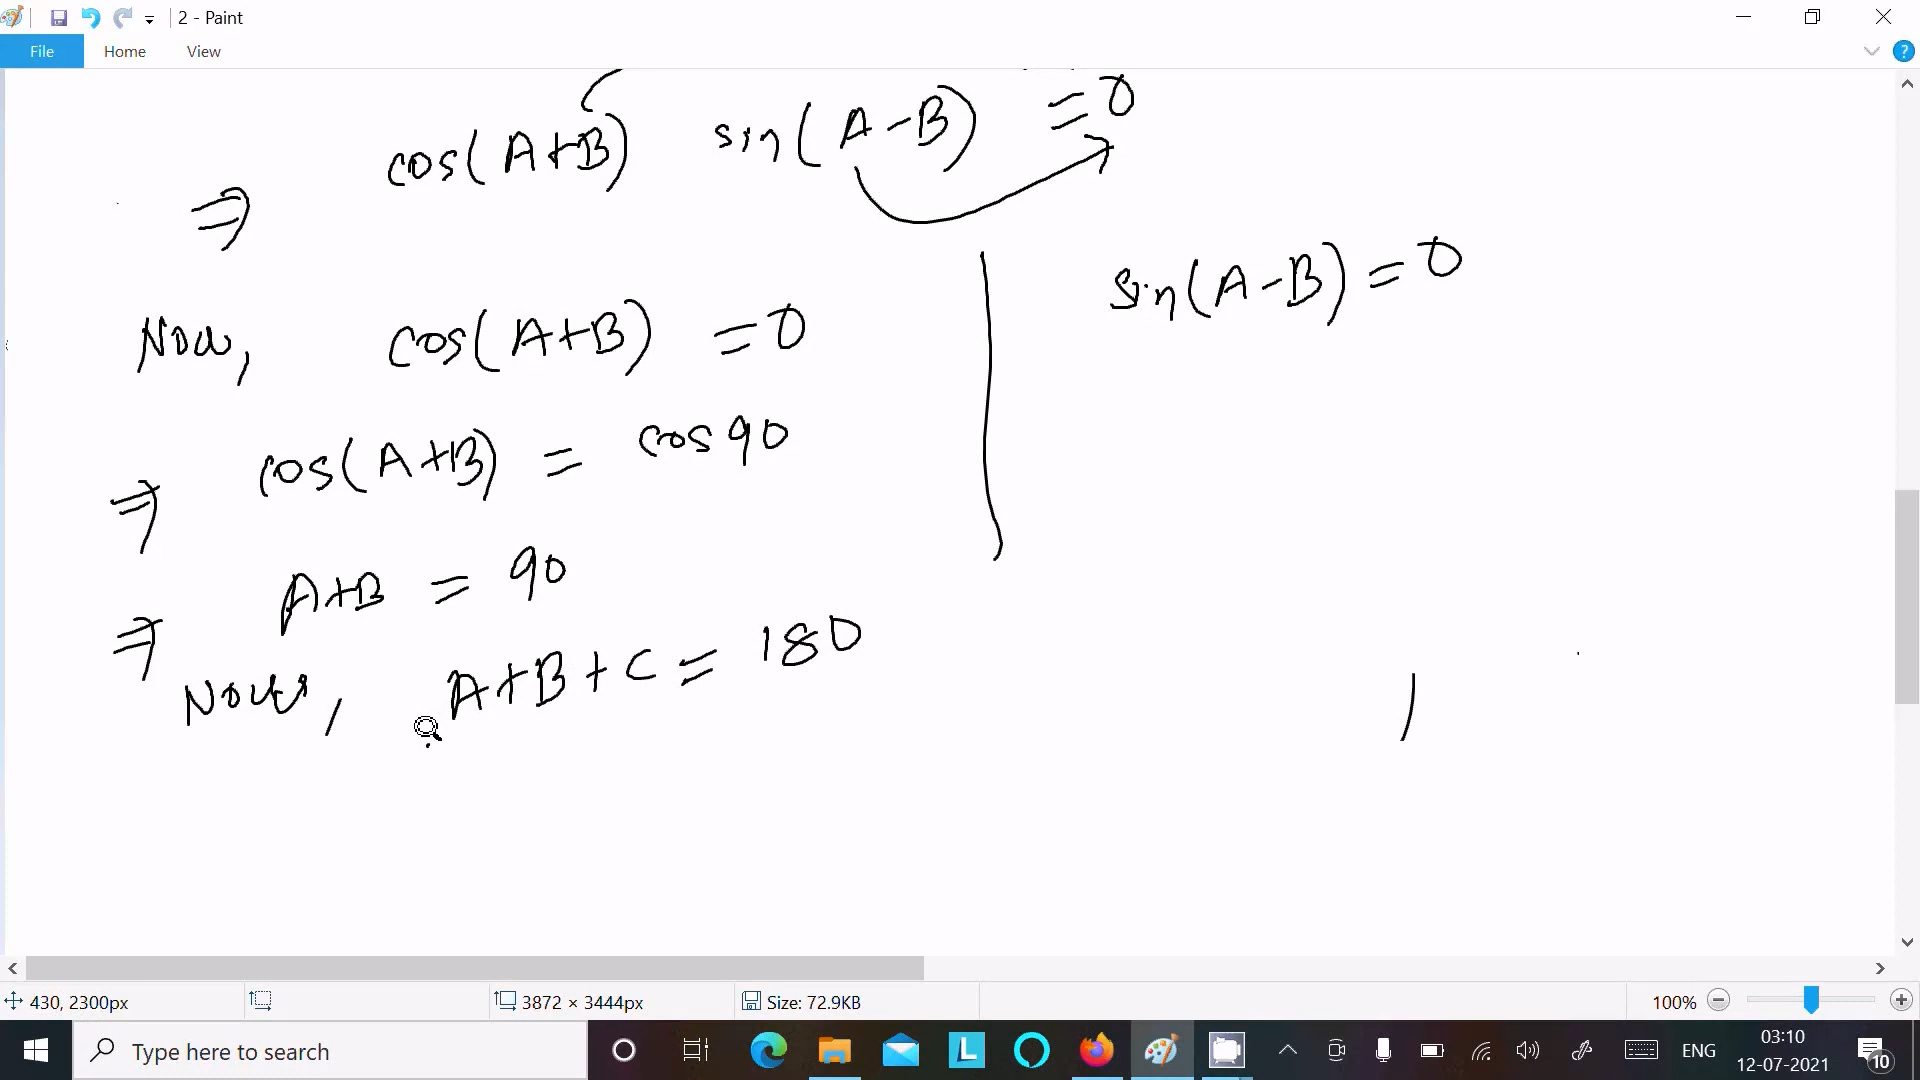 2 - Paint
File Home View
cos(A+B) sin(A-B) =0
⇒
Now, cos(A+B) =0
sin(A-B)=0
⇒ cos(A+B) = cos 90
⇒ A+B = 90
Now, A+B+C = 180
430, 2300px 3872 × 3444px Size: 72.9KB 100%
Type here to search
ENG 03:10
12-07-2021
10